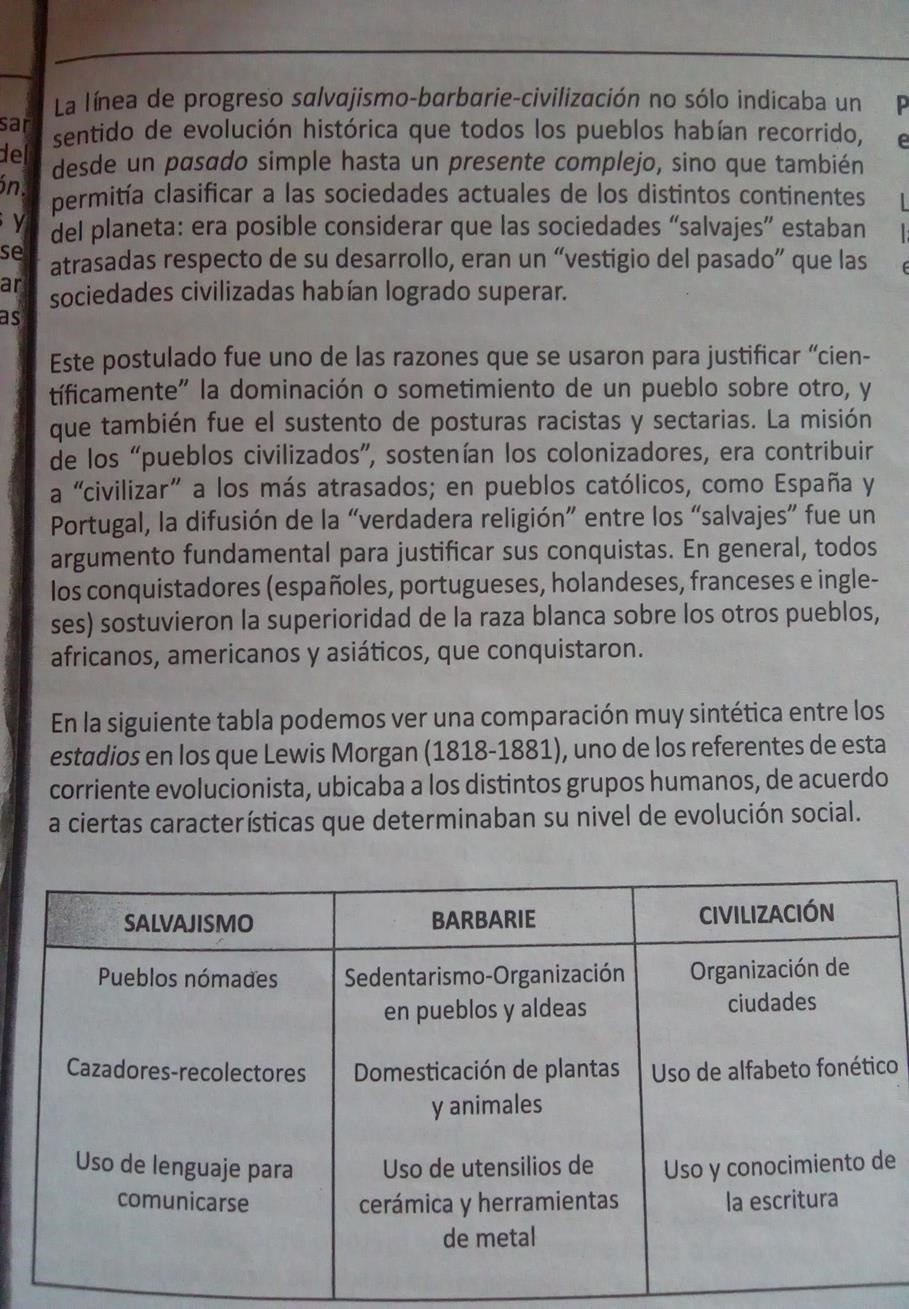 La línea de progreso salvajismo-barbarie-civilización no sólo indicaba un
sentido de evolución histórica que todos los pueblos habían recorrido,
desde un pasado simple hasta un presente complejo, sino que también
permitía clasificar a las sociedades actuales de los distintos continentes
del planeta: era posible considerar que las sociedades “salvajes” estaban
atrasadas respecto de su desarrollo, eran un “vestigio del pasado” que las
sociedades civilizadas habían logrado superar.
Este postulado fue uno de las razones que se usaron para justificar “cien-
tíficamente” la dominación o sometimiento de un pueblo sobre otro, y
que también fue el sustento de posturas racistas y sectarias. La misión
de los “pueblos civilizados”, sostenían los colonizadores, era contribuir
a “civilizar” a los más atrasados; en pueblos católicos, como España y
Portugal, la difusión de la “verdadera religión” entre los “salvajes” fue un
argumento fundamental para justificar sus conquistas. En general, todos
los conquistadores (españoles, portugueses, holandeses, franceses e ingle-
ses) sostuvieron la superioridad de la raza blanca sobre los otros pueblos,
africanos, americanos y asiáticos, que conquistaron.
En la siguiente tabla podemos ver una comparación muy sintética entre los
estadios en los que Lewis Morgan (1818-1881), uno de los referentes de esta
corriente evolucionista, ubicaba a los distintos grupos humanos, de acuerdo
a ciertas características que determinaban su nivel de evolución social.
SALVAJISMO BARBARIE CIVILIZACIÓN
Pueblos nómades Sedentarismo-Organización Organización de
en pueblos y aldeas ciudades
Cazadores-recolectores Domesticación de plantas Uso de alfabeto fonético
y animales
Uso de lenguaje para Uso de utensilios de Uso y conocimiento de
comunicarse cerámica y herramientas la escritura
de metal